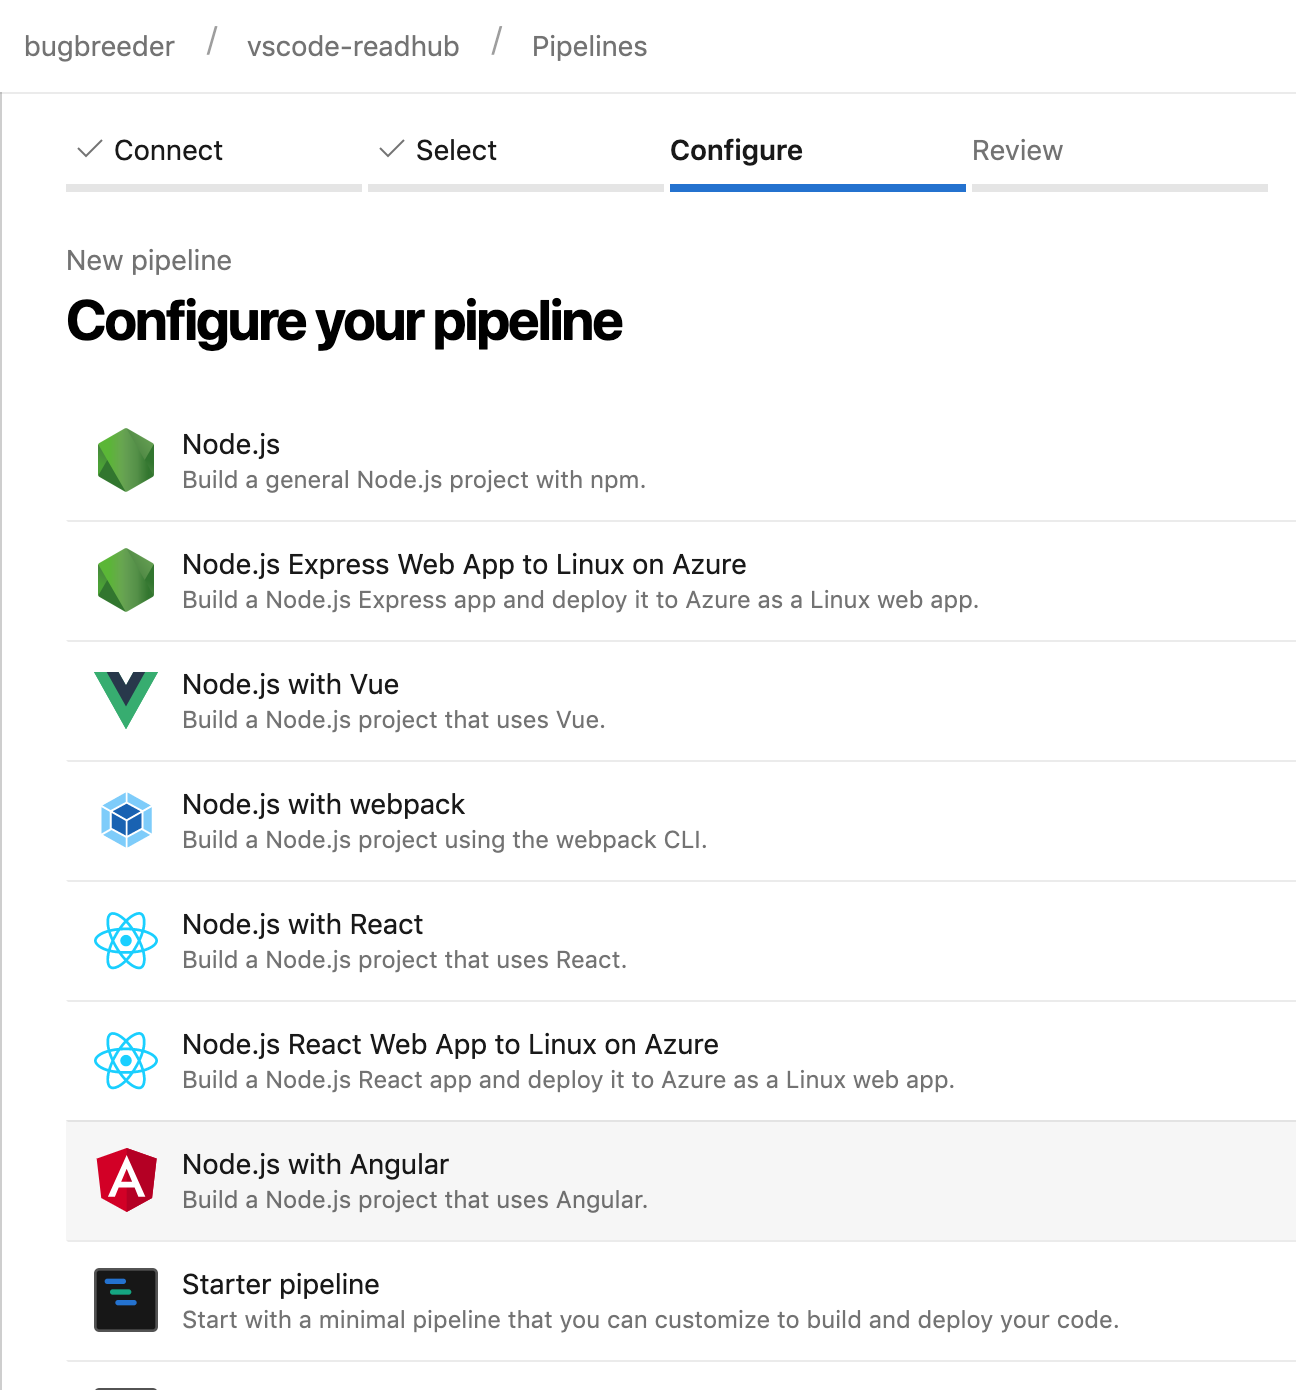 bugbreeder / vscode-readhub / Pipelines
Connect Select Configure Review
New pipeline
Configure your pipeline
Node.js
Build a general Node.js project with npm.
Node.js Express Web App to Linux on Azure
Build a Node.js Express app and deploy it to Azure as a Linux web app.
Node.js with Vue
Build a Node.js project that uses Vue.
Node.js with webpack
Build a Node.js project using the webpack CLI.
Node.js with React
Build a Node.js project that uses React.
Node.js React Web App to Linux on Azure
Build a Node.js React app and deploy it to Azure as a Linux web app.
Node.js with Angular
Build a Node.js project that uses Angular.
Starter pipeline
Start with a minimal pipeline that you can customize to build and deploy your code.